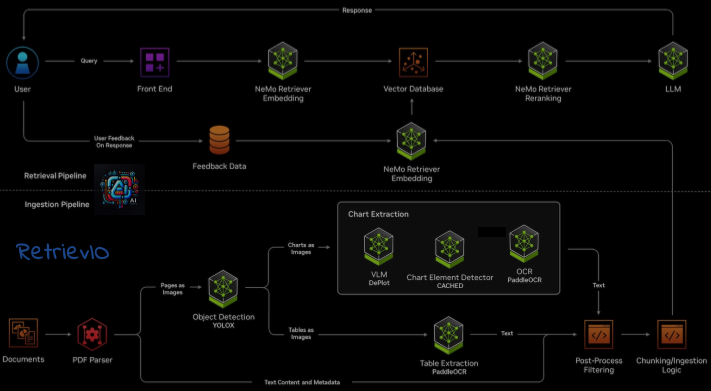 Response
Query
User
Front End
NeMo Retriever
Embedding
Vector Database
NeMo Retriever
Reranking
LLM
User Feedback
On Response
Feedback Data
NeMo Retriever
Embedding
Retrieval Pipeline
Ingestion Pipeline
AI
Retriev10
Chart Extraction
Charts as
Images
VLM
DePlot
Chart Element Detector
CACHED
OCR
PaddleOCR
Pages as
Images
Object Detection
YOLOX
Text
Tables as
Images
Table Extraction
PaddleOCR
Text
Documents
PDF Parser
Post-Process
Filtering
Chunking/Ingestion
Logic
Text Content and Metadata